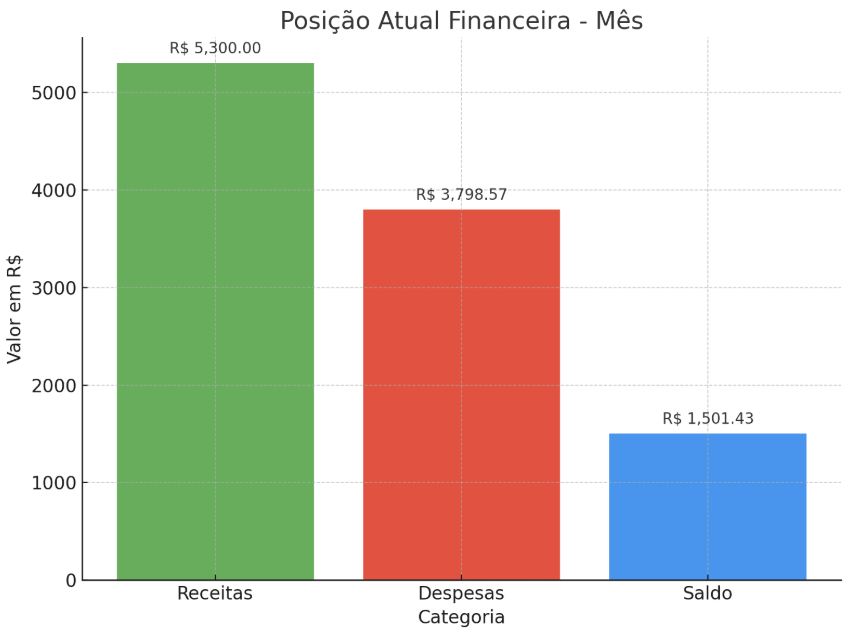 Posição Atual Financeira - Mês
R$ 5,300.00
R$ 3,798.57
R$ 1,501.43
Valor em R$
5000
4000
3000
2000
1000
0
Receitas
Despesas
Saldo
Categoria